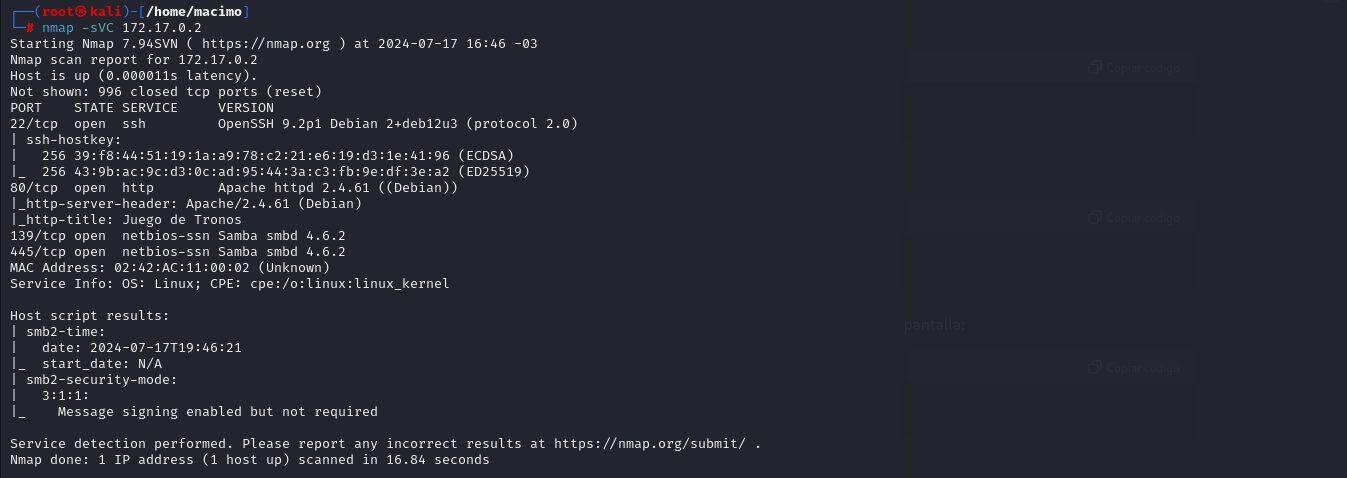 ┌──(root㉿kali)-[/home/macimo]
└─# nmap -sVC 172.17.0.2
Starting Nmap 7.94SVN ( https://nmap.org ) at 2024-07-17 16:46 -03
Nmap scan report for 172.17.0.2
Host is up (0.000011s latency).
Not shown: 996 closed tcp ports (reset)
PORT    STATE SERVICE     VERSION
22/tcp  open  ssh         OpenSSH 9.2p1 Debian 2+deb12u3 (protocol 2.0)
| ssh-hostkey:
|   256 39:f8:44:51:19:1a:a9:78:c2:21:e6:19:d3:1e:41:96 (ECDSA)
|_  256 43:9b:ac:9c:d3:0c:ad:95:44:3a:c3:fb:9e:df:3e:a2 (ED25519)
80/tcp  open  http        Apache httpd 2.4.61 ((Debian))
|_http-server-header: Apache/2.4.61 (Debian)
|_http-title: Juego de Tronos
139/tcp open  netbios-ssn Samba smbd 4.6.2
445/tcp open  netbios-ssn Samba smbd 4.6.2
MAC Address: 02:42:AC:11:00:02 (Unknown)
Service Info: OS: Linux; CPE: cpe:/o:linux:linux_kernel
Host script results:
| smb2-time:
|   date: 2024-07-17T19:46:21
|_  start_date: N/A
| smb2-security-mode:
|   3:1:1:
|_    Message signing enabled but not required
Service detection performed. Please report any incorrect results at https://nmap.org/submit/ .
Nmap done: 1 IP address (1 host up) scanned in 16.84 seconds
Copiar código
Copiar código
pantalla:
Copiar código